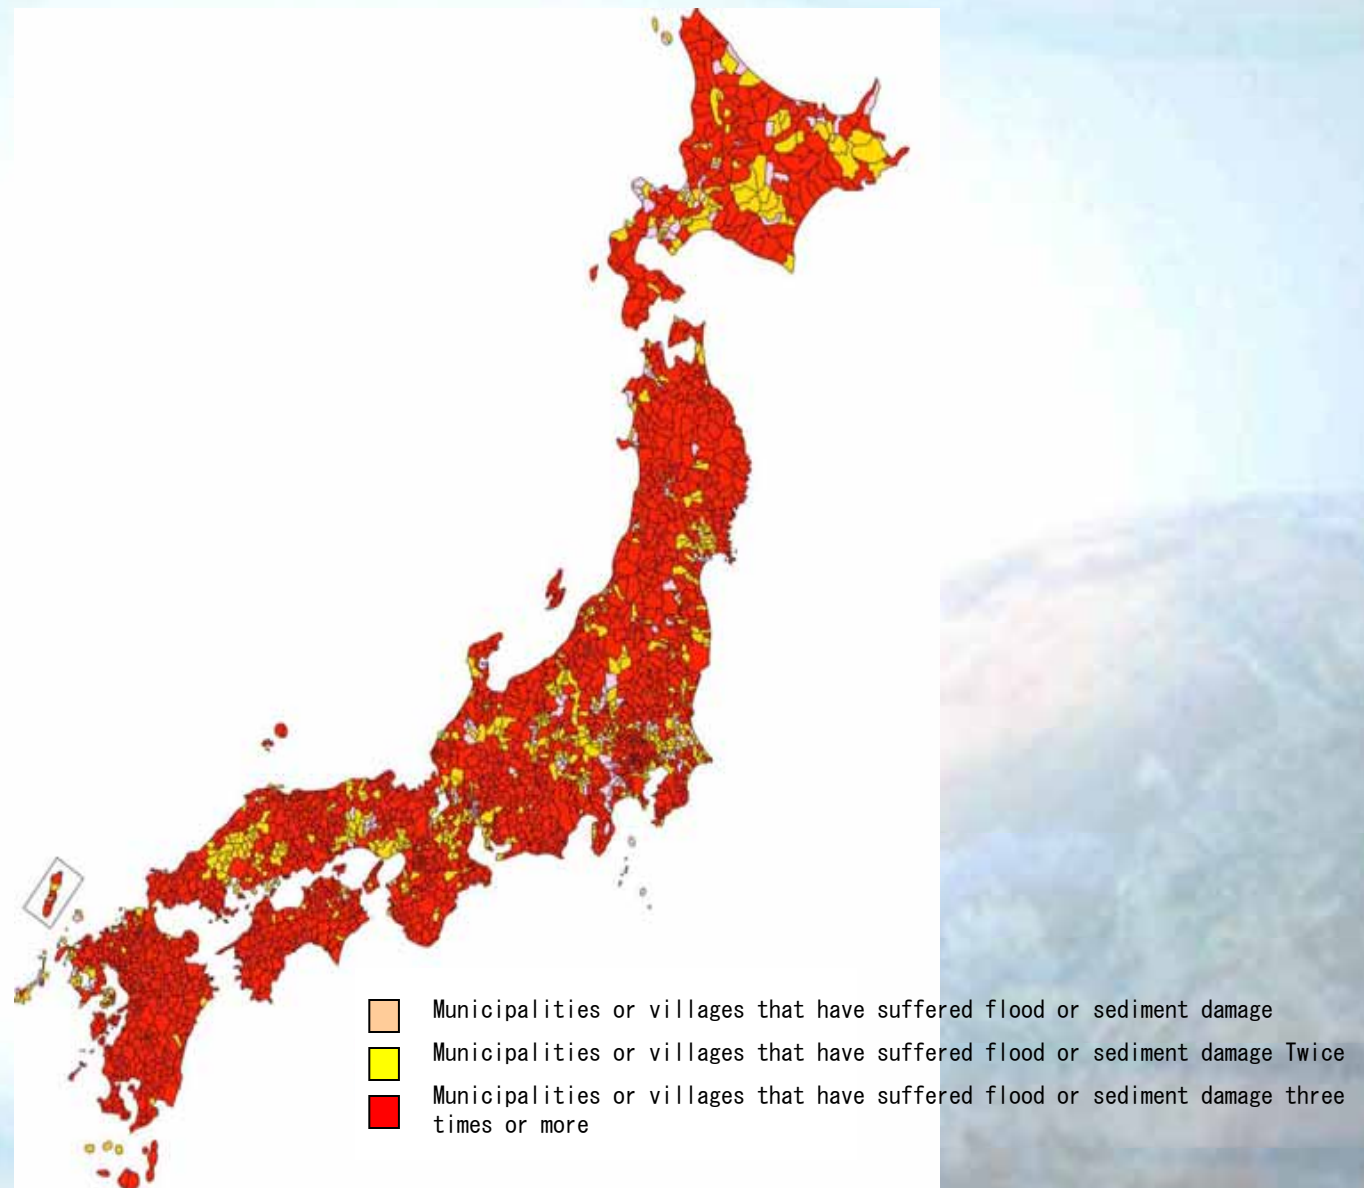 Municipalities or villages that have suffered flood or sediment damage
Municipalities or villages that have suffered flood or sediment damage Twice
Municipalities or villages that have suffered flood or sediment damage three
times or more